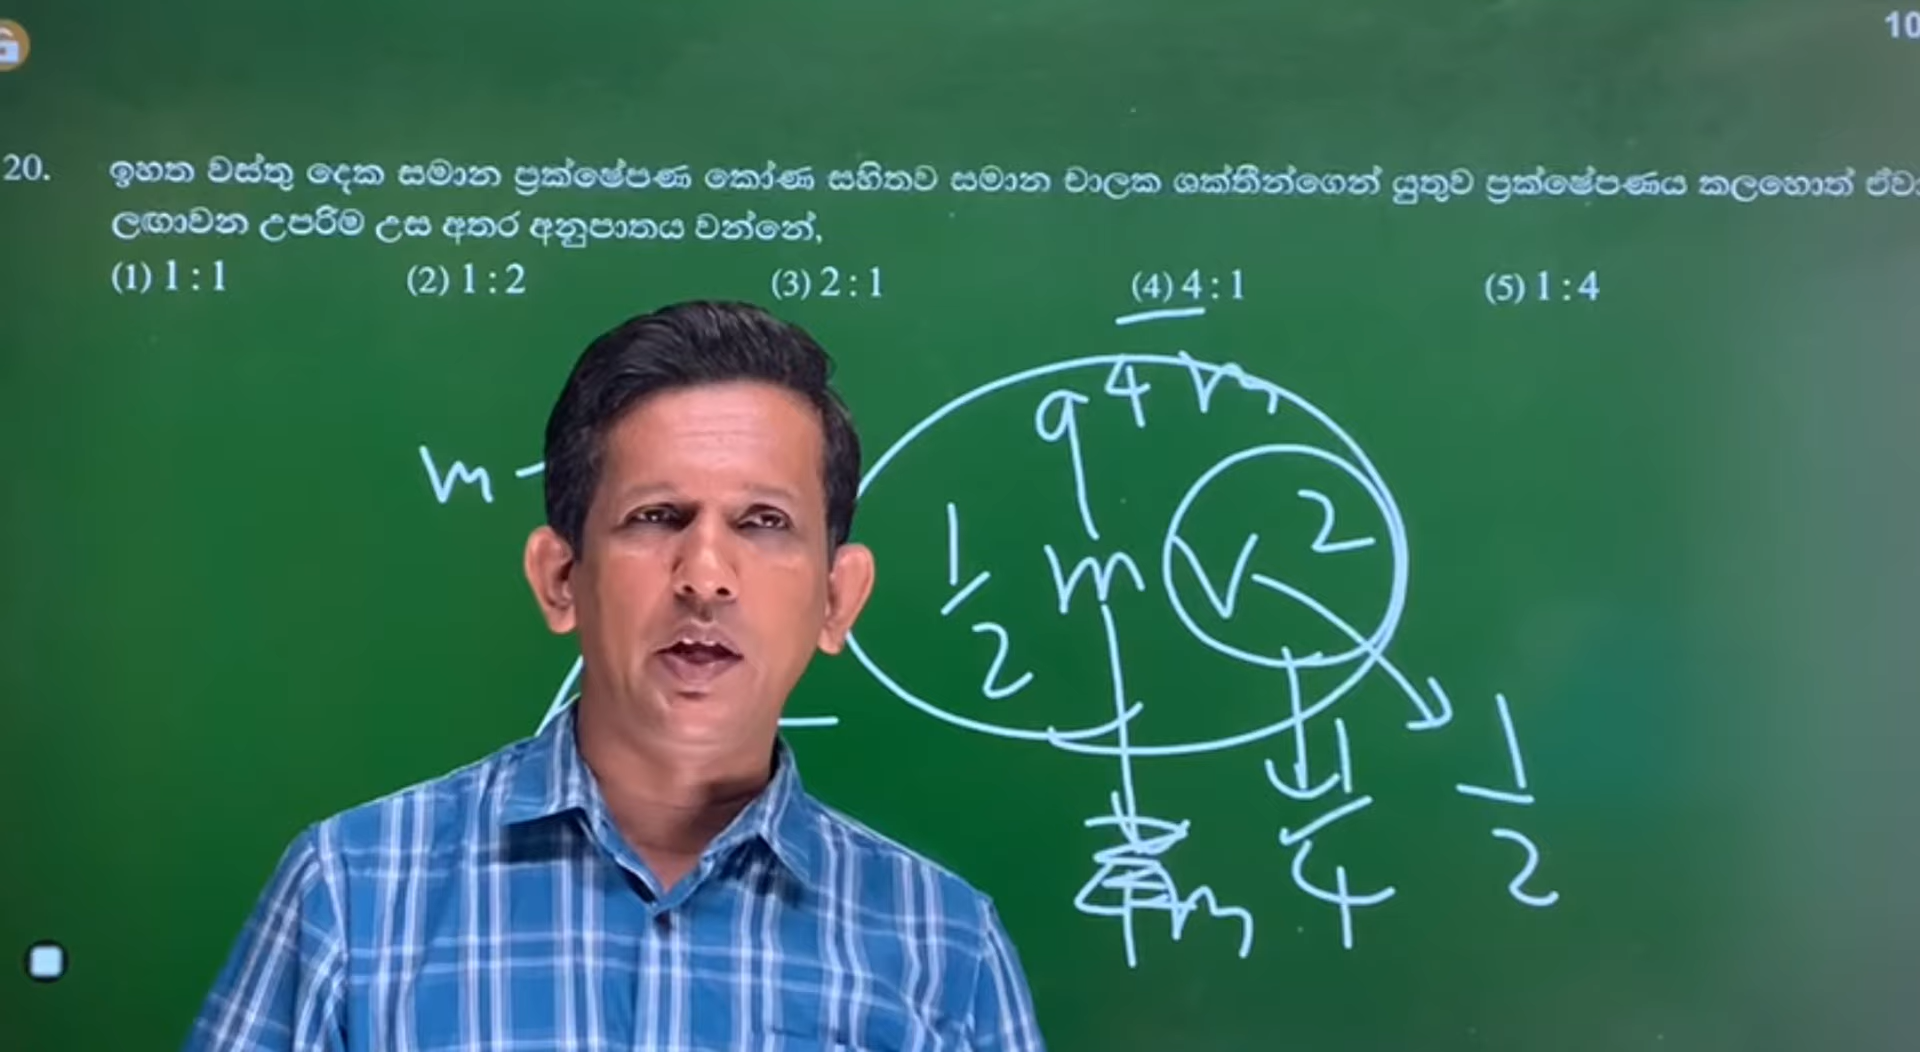 10
20. ඉහත වස්තු දෙක සමාන ප්‍රක්ෂේපණ කෝණ සහිතව සමාන චාලක ශක්තීන්ගෙන් යුතුව ප්‍රක්ෂේපණය කලහොත් ඒවා
ලඟාවන උපරිම උස අතර අනුපාතය වන්නේ,
(1) 1 : 1 (2) 1 : 2 (3) 2 : 1 (4) 4 : 1 (5) 1 : 4
4 m
m
1/2 m v²
4m 1/4 1/2